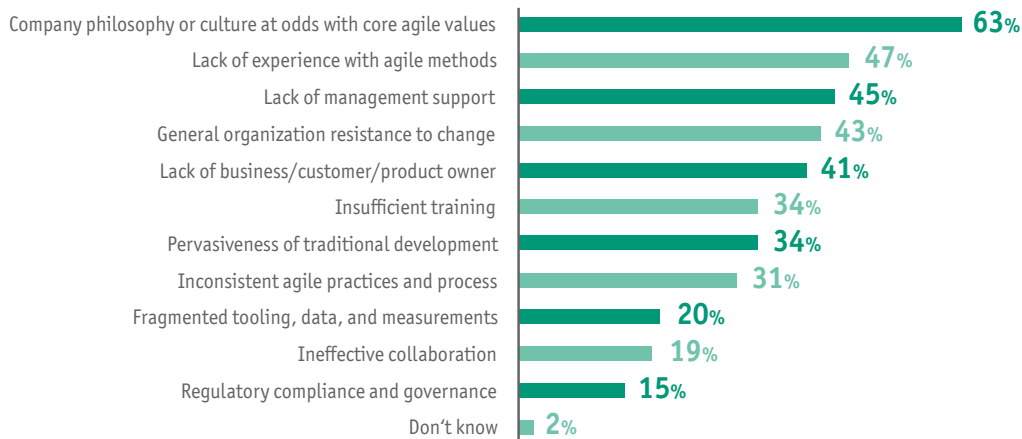 Company philosophy or culture at odds with core agile values 63%
Lack of experience with agile methods 47%
Lack of management support 45%
General organization resistance to change 43%
Lack of business/customer/product owner 41%
Insufficient training 34%
Pervasiveness of traditional development 34%
Inconsistent agile practices and process 31%
Fragmented tooling, data, and measurements 20%
Ineffective collaboration 19%
Regulatory compliance and governance 15%
Don't know 2%